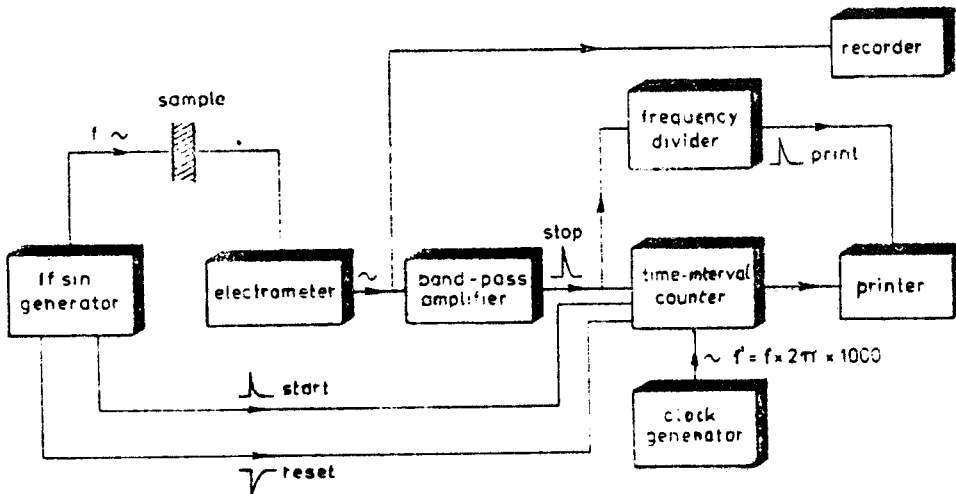 recorder
sample
f ~
frequency
divider
print
stop
lf sin
generator
electrometer
~
band-pass
amplifier
time-interval
counter
printer
~ f' = f × 2π × 1000
start
clock
generator
reset